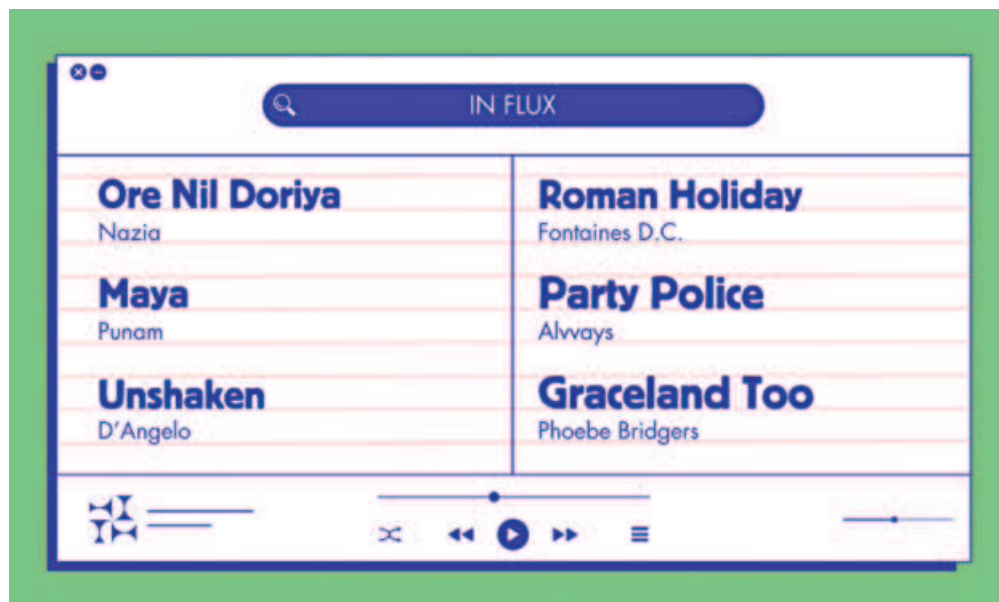 IN FLUX
Ore Nil Doriya
Nazia
Maya
Punam
Unshaken
D'Angelo
Roman Holiday
Fontaines D.C.
Party Police
Alvvays
Graceland Too
Phoebe Bridgers